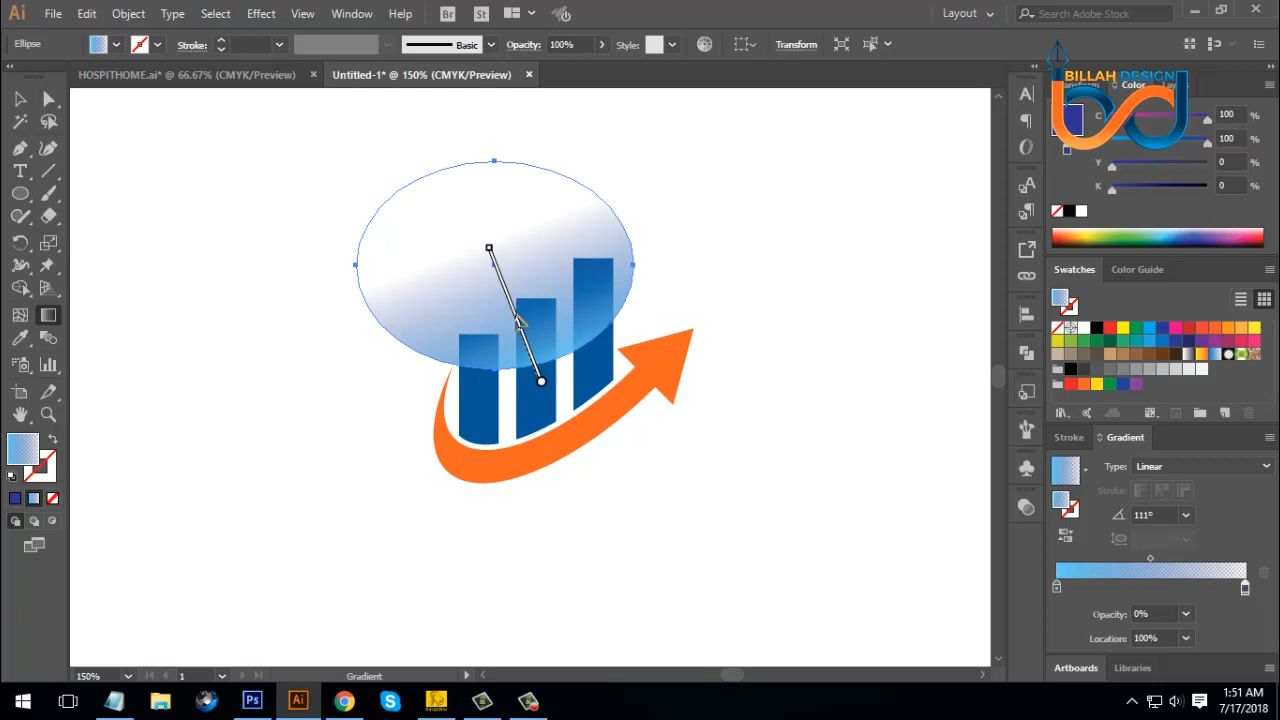 Ai File Edit Object Type Select Effect View Window Help Br St Layout Search Adobe Stock
Ellipse Stroke: Basic Opacity: 100% Style: Transform
HOSPITHOME.ai* @ 66.67% (CMYK/Preview) Untitled-1* @ 150% (CMYK/Preview)
BILLAH DESIGN
Color
C 100 %
100 %
Y 0 %
K 0 %
Swatches Color Guide
Stroke Gradient
Type: Linear
Stroke:
111°
Opacity: 0%
Location: 100%
150% 1 Gradient
Artboards Libraries
Ps Ai
1:51 AM
7/17/2018